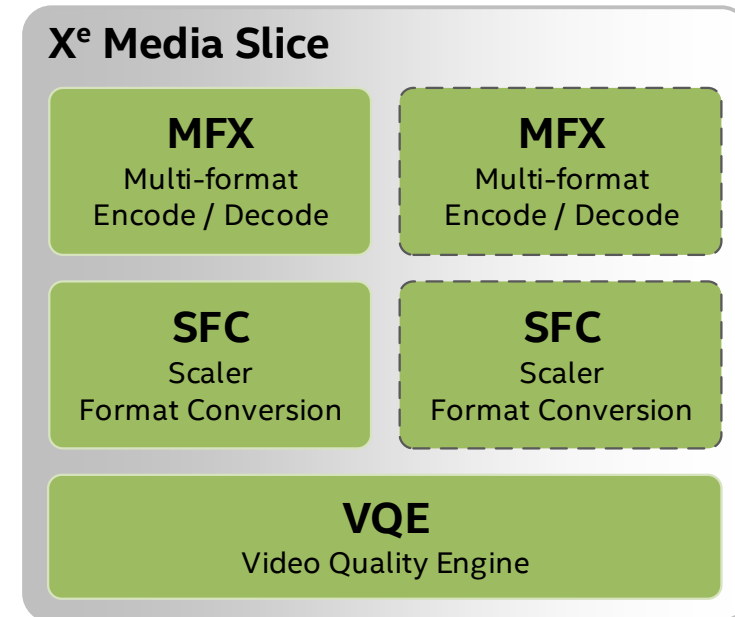 Xᵉ Media Slice
MFX
Multi-format
Encode / Decode
MFX
Multi-format
Encode / Decode
SFC
Scaler
Format Conversion
SFC
Scaler
Format Conversion
VQE
Video Quality Engine